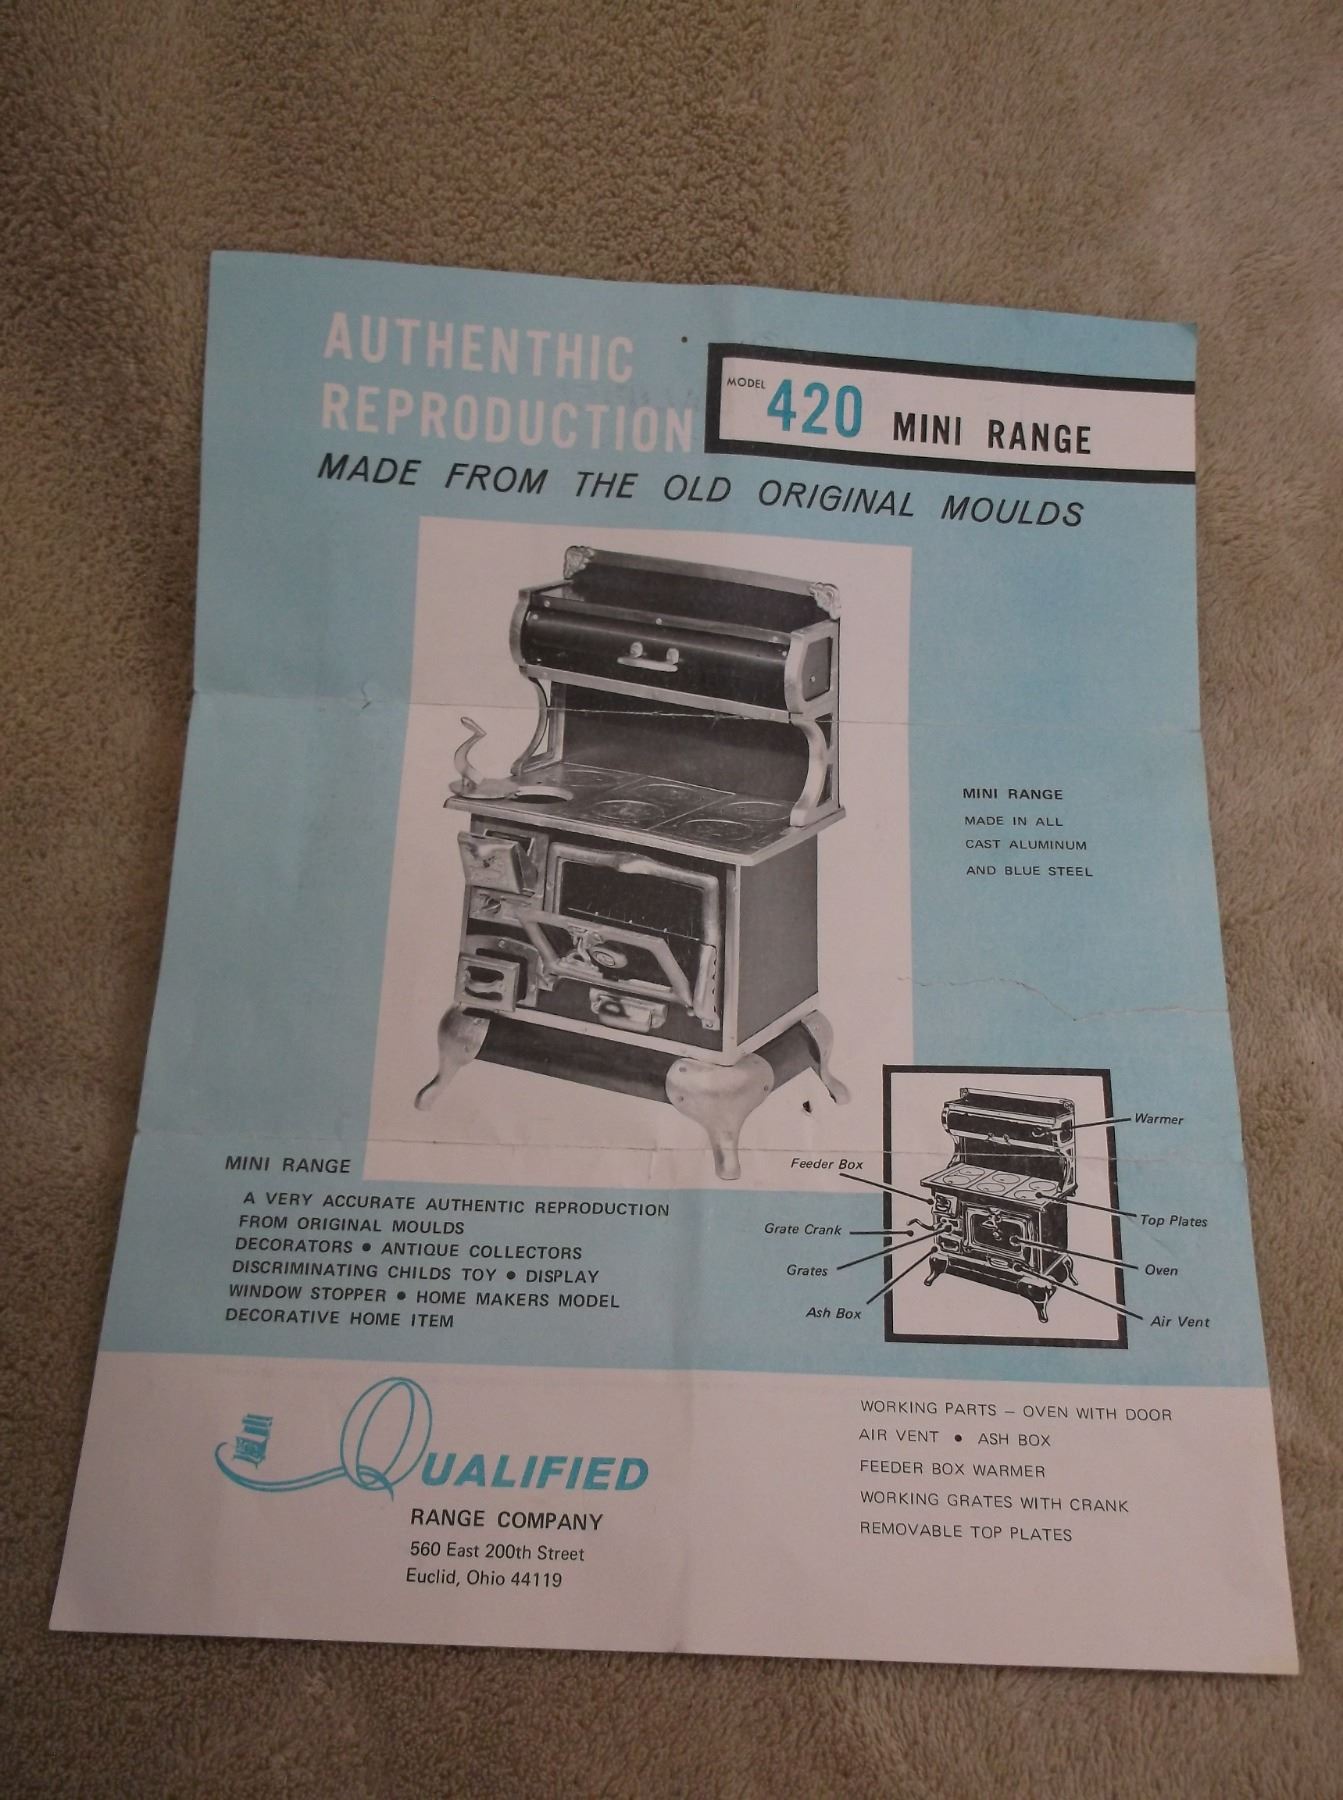 AUTHENTHIC
REPRODUCTION
MODEL 420 MINI RANGE
MADE FROM THE OLD ORIGINAL MOULDS
MINI RANGE
MADE IN ALL
CAST ALUMINUM
AND BLUE STEEL
Warmer
Feeder Box
Top Plates
Grate Crank
Grates
Oven
Ash Box
Air Vent
MINI RANGE
A VERY ACCURATE AUTHENTIC REPRODUCTION
FROM ORIGINAL MOULDS
DECORATORS • ANTIQUE COLLECTORS
DISCRIMINATING CHILDS TOY • DISPLAY
WINDOW STOPPER • HOME MAKERS MODEL
DECORATIVE HOME ITEM
QUALIFIED
RANGE COMPANY
560 East 200th Street
Euclid, Ohio 44119
WORKING PARTS – OVEN WITH DOOR
AIR VENT • ASH BOX
FEEDER BOX WARMER
WORKING GRATES WITH CRANK
REMOVABLE TOP PLATES